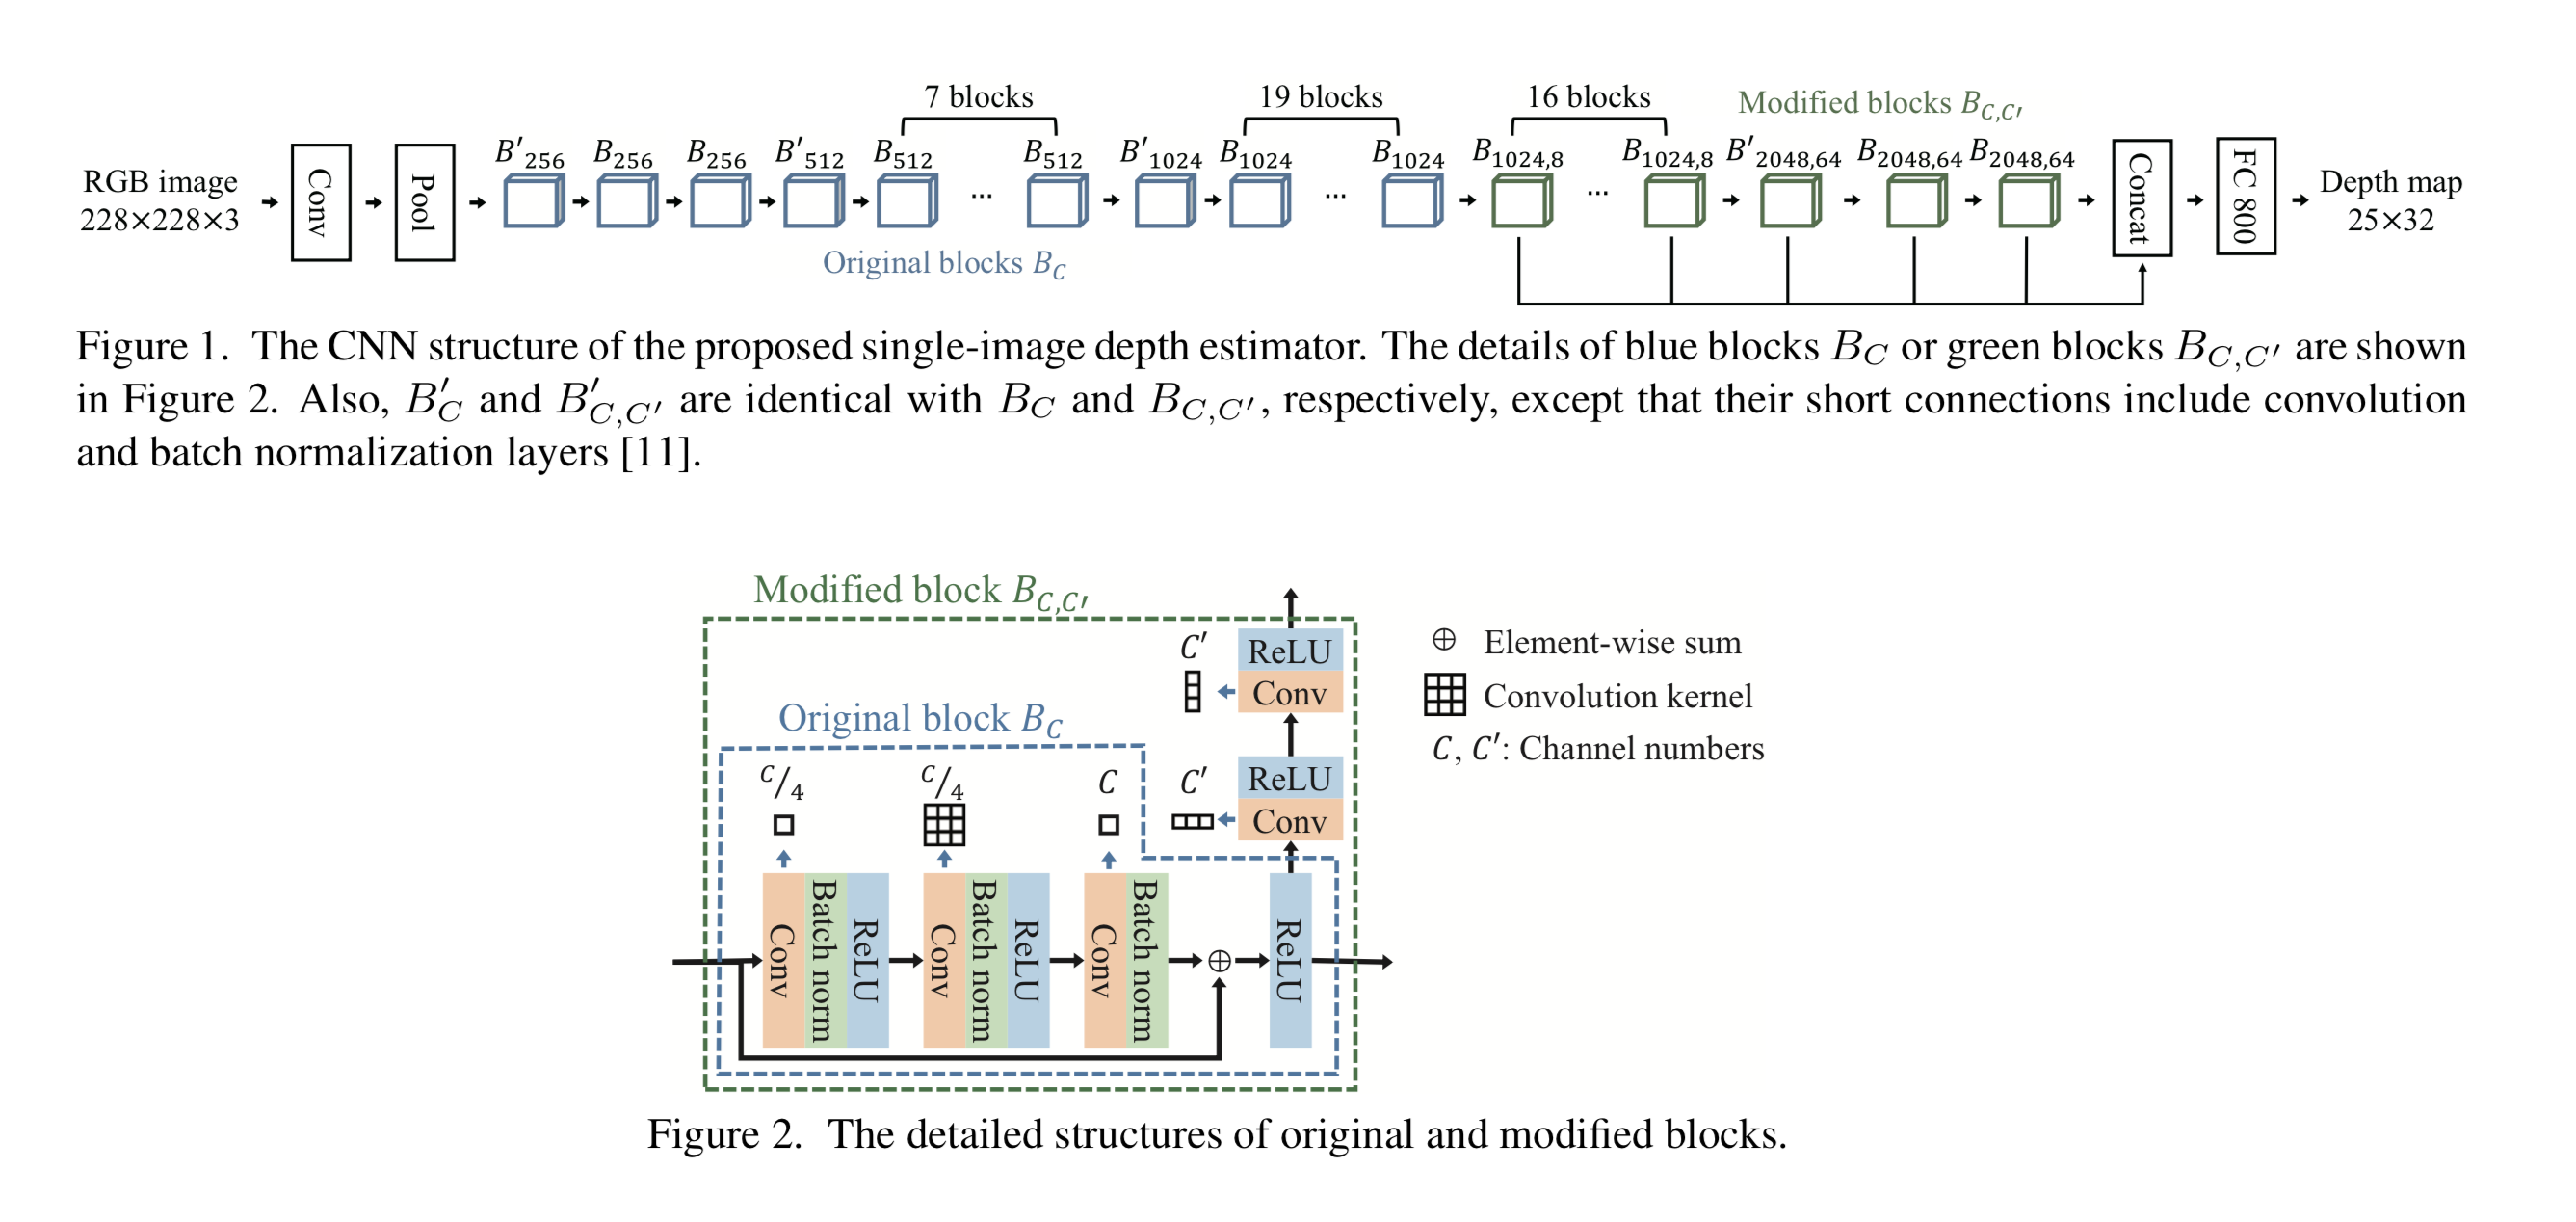 7 blocks 19 blocks 16 blocks Modified blocks B_{C,C′}
B′_{256} B_{256} B_{256} B′_{512} B_{512} B_{512} B′_{1024} B_{1024} B_{1024} B_{1024,8} B_{1024,8} B′_{2048,64} B_{2048,64} B_{2048,64}
RGB image
228×228×3
Conv
Pool
... ... ...
Concat
FC 800
Depth map
25×32
Original blocks B_C
Figure 1. The CNN structure of the proposed single-image depth estimator. The details of blue blocks B_C or green blocks B_{C,C′} are shown
in Figure 2. Also, B′_C and B′_{C,C′} are identical with B_C and B_{C,C′}, respectively, except that their short connections include convolution
and batch normalization layers [11].
Modified block B_{C,C′}
C′ ReLU
Conv
Original block B_C
C/4 C/4 C C′ ReLU
Conv
Conv Batch norm ReLU Conv Batch norm ReLU Conv Batch norm ⊕ ReLU
⊕ Element-wise sum
Convolution kernel
C, C′: Channel numbers
Figure 2. The detailed structures of original and modified blocks.